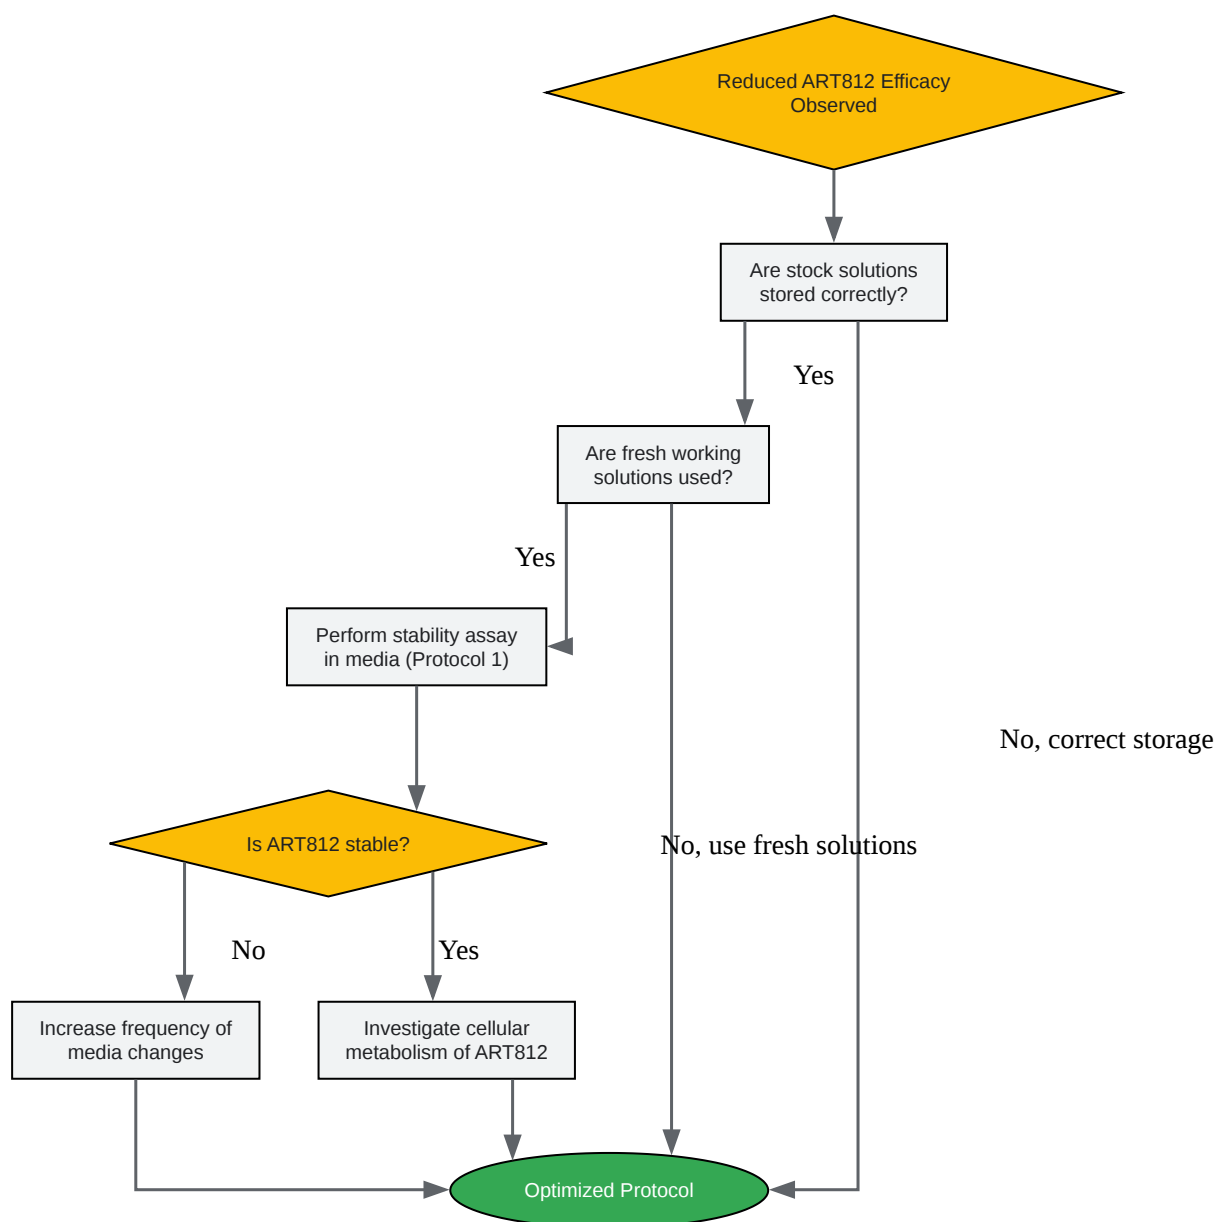 Reduced ART812 Efficacy
Observed
Are stock solutions
stored correctly?
Yes
Are fresh working
solutions used?
Yes
Perform stability assay
in media (Protocol 1)
No, correct storage
Is ART812 stable?
No, use fresh solutions
No
Yes
Increase frequency of
media changes
Investigate cellular
metabolism of ART812
Optimized Protocol